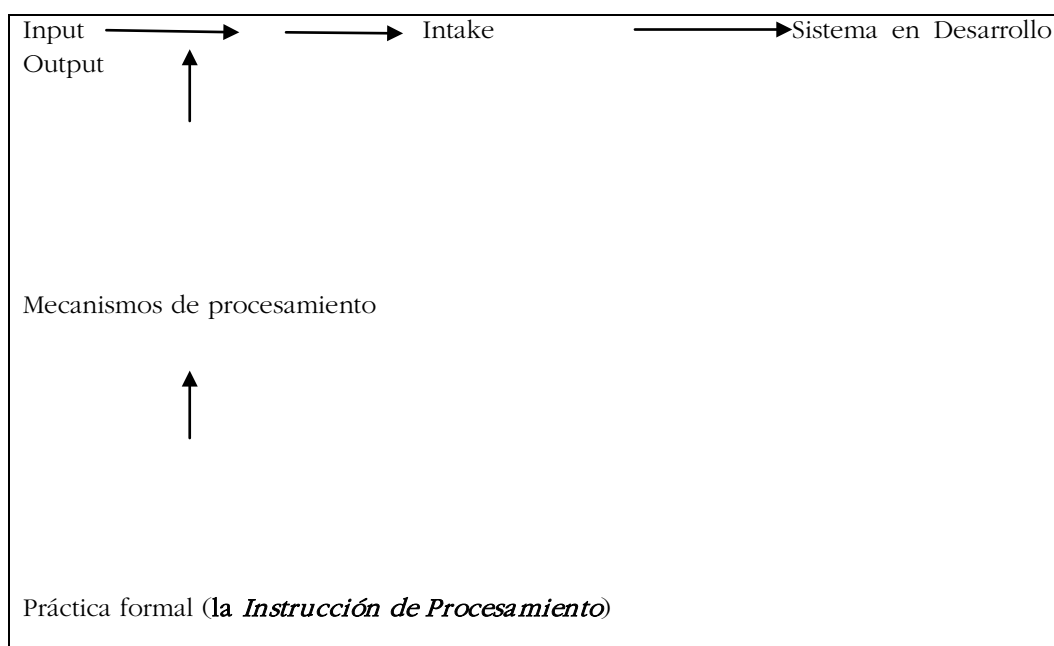 Input Intake Sistema en Desarrollo
Output
Mecanismos de procesamiento
Práctica formal (la Instrucción de Procesamiento)